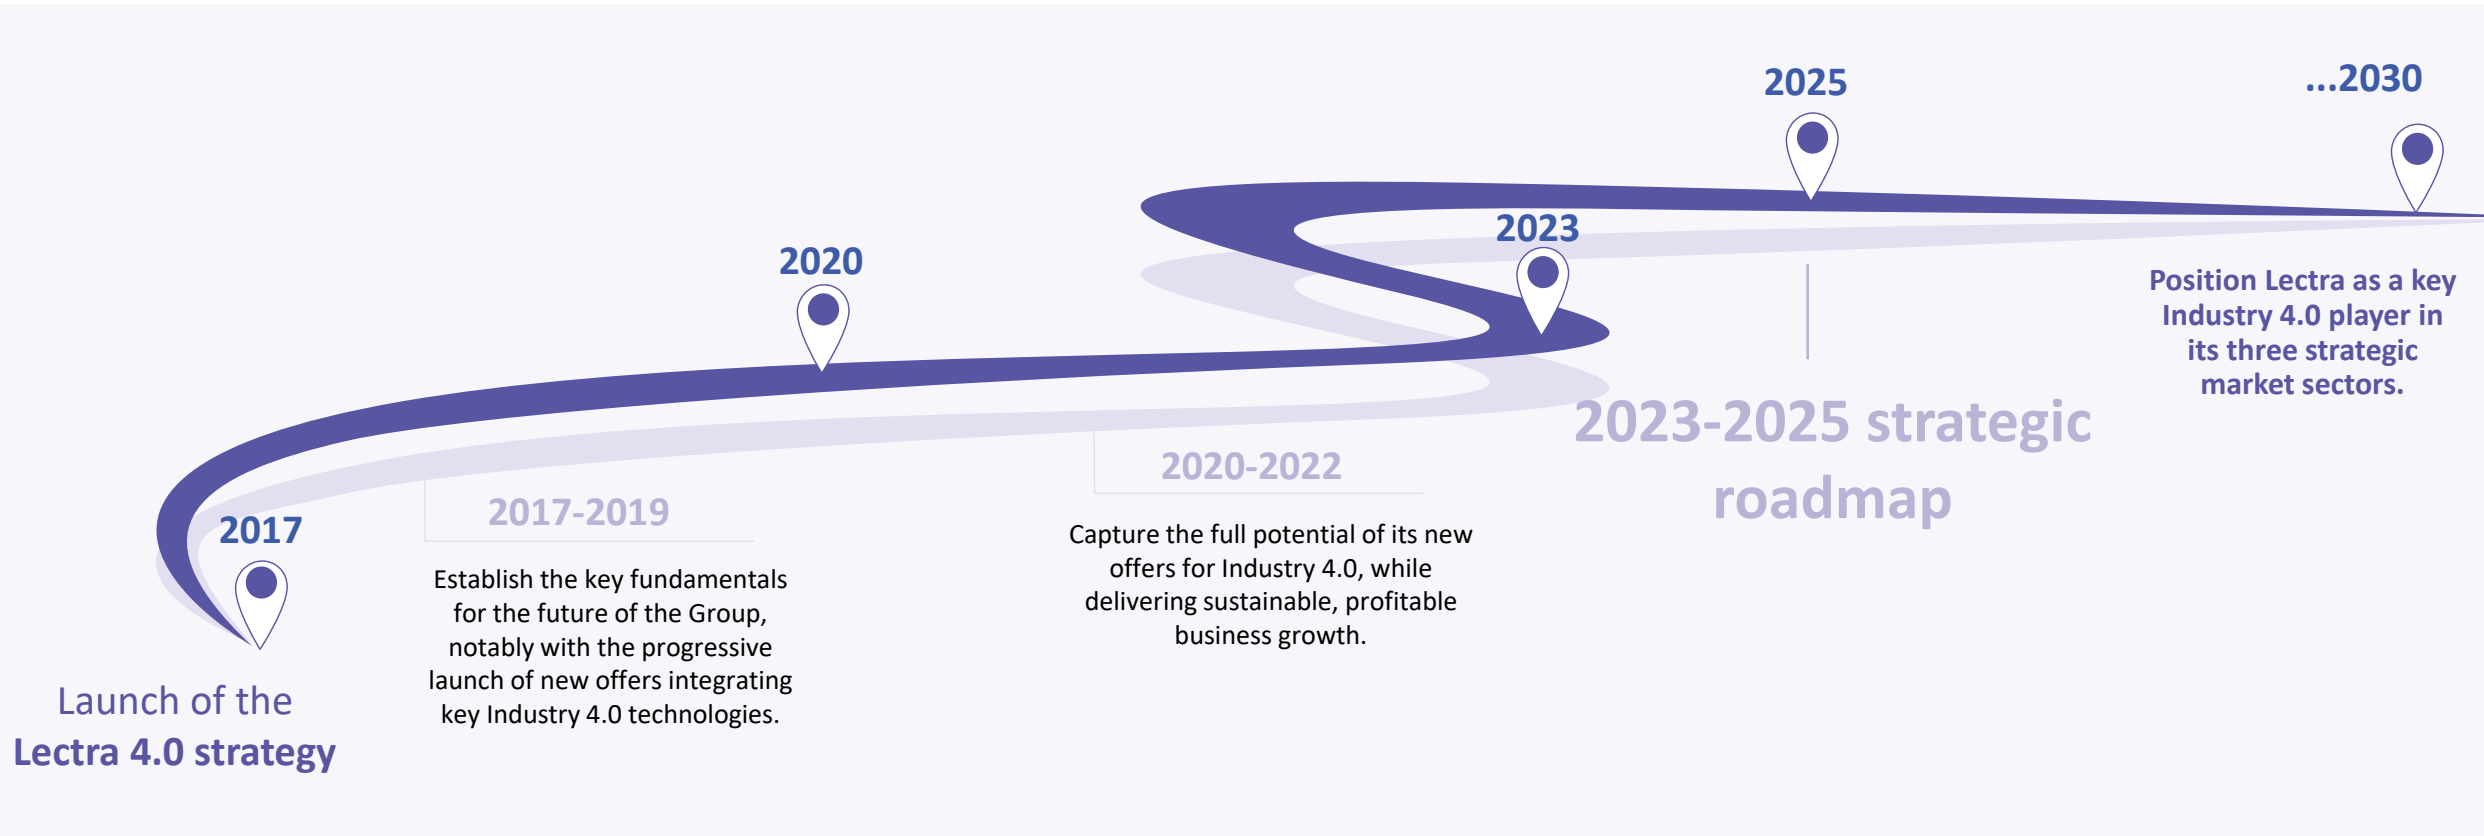 2017
Launch of the
Lectra 4.0 strategy
2017-2019
Establish the key fundamentals
for the future of the Group,
notably with the progressive
launch of new offers integrating
key Industry 4.0 technologies.
2020
2020-2022
Capture the full potential of its new
offers for Industry 4.0, while
delivering sustainable, profitable
business growth.
2023
2025
2023-2025 strategic
roadmap
...2030
Position Lectra as a key
Industry 4.0 player in
its three strategic
market sectors.